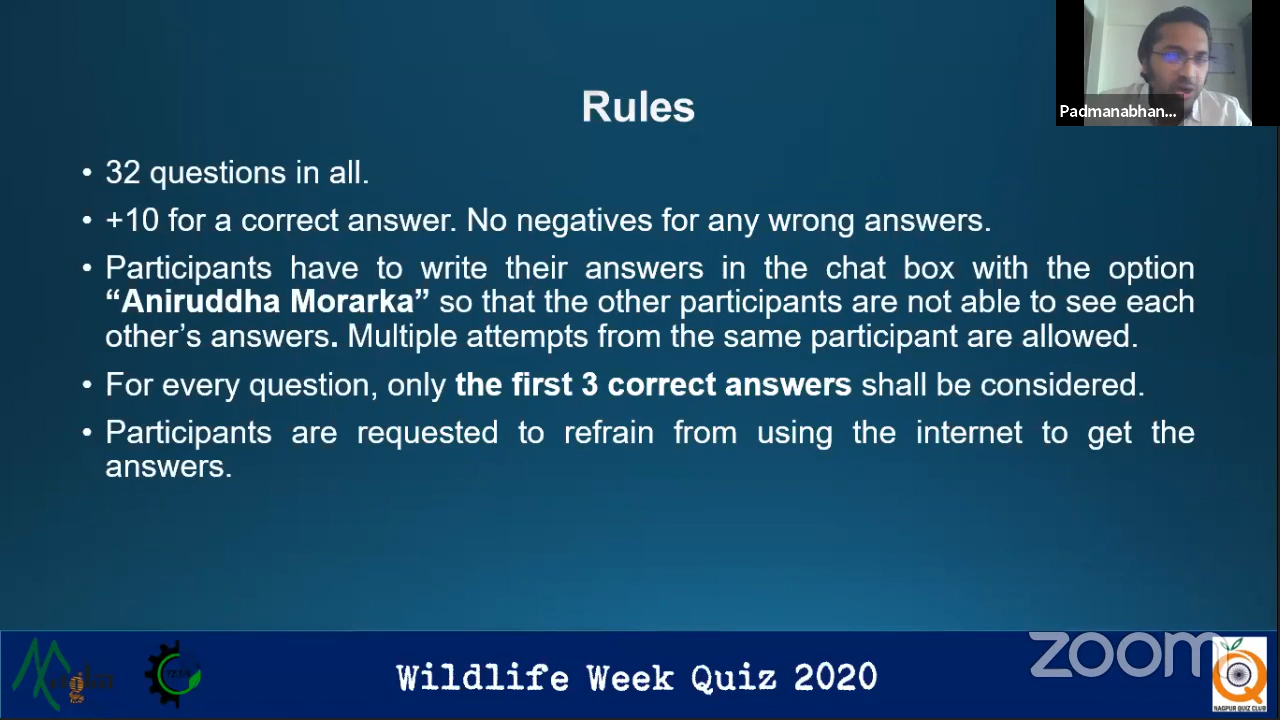 Rules
Padmanabhan...
• 32 questions in all.
• +10 for a correct answer. No negatives for any wrong answers.
• Participants have to write their answers in the chat box with the option
“Aniruddha Morarka” so that the other participants are not able to see each
other’s answers. Multiple attempts from the same participant are allowed.
• For every question, only the first 3 correct answers shall be considered.
• Participants are requested to refrain from using the internet to get the
answers.
Wildlife Week Quiz 2020
zoom
NAGPUR QUIZ CLUB